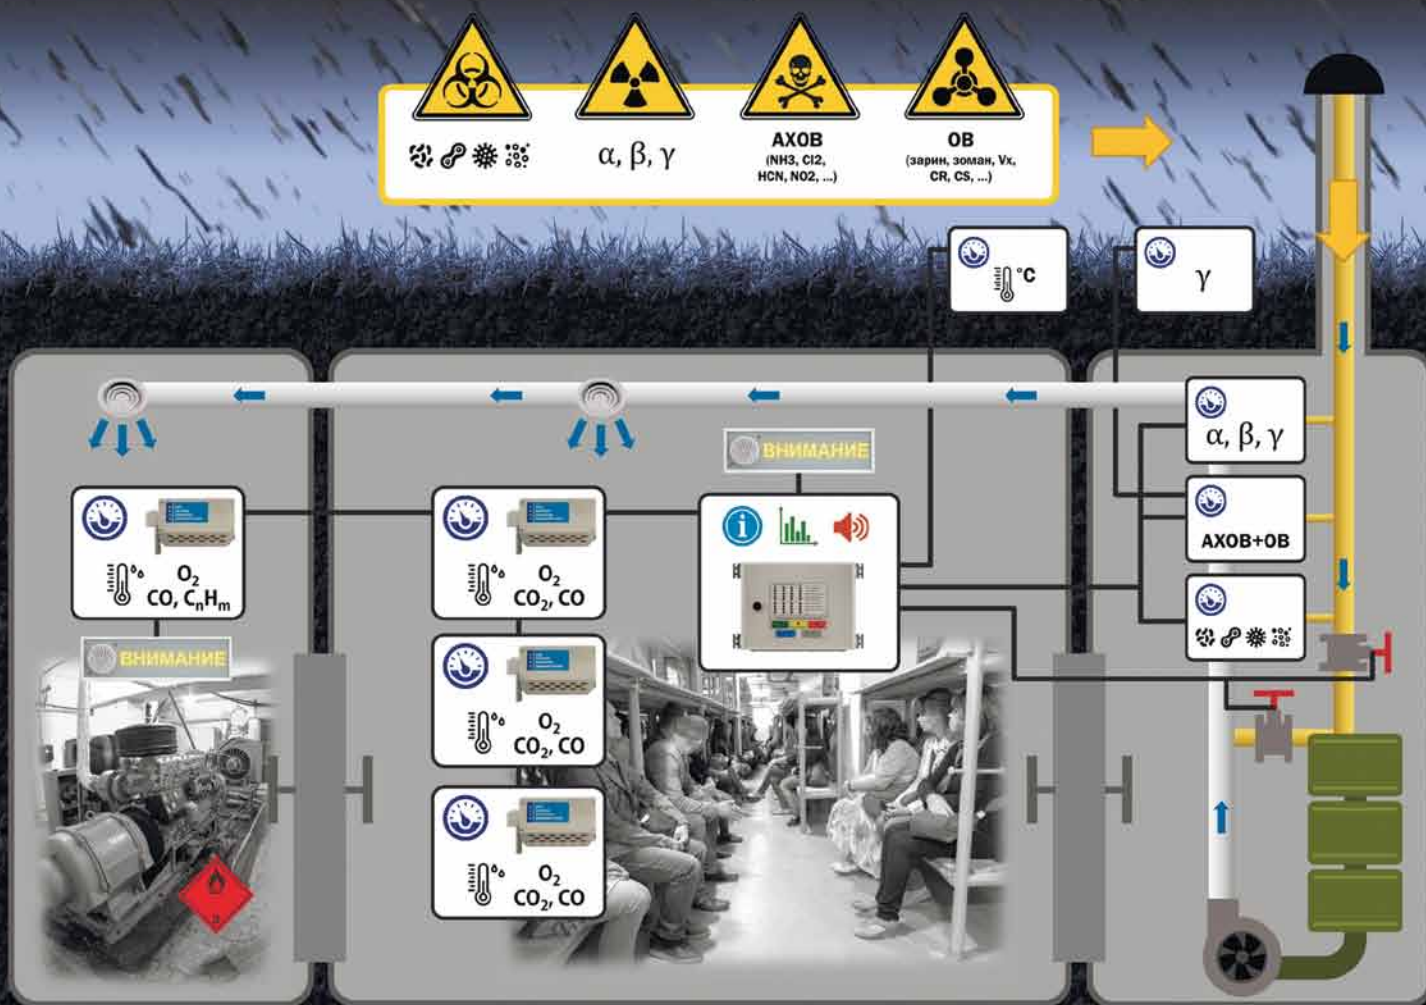 α, β, γ
АХОВ
(NH3, Cl2,
HCN, NO2, ...)
ОВ
(зарин, зоман, Vx,
CR, CS, ...)
°C
γ
α, β, γ
АХОВ+ОВ
ВНИМАНИЕ
O₂
CO, CₙHₘ
ВНИМАНИЕ
O₂
CO₂, CO
O₂
CO₂, CO
O₂
CO₂, CO